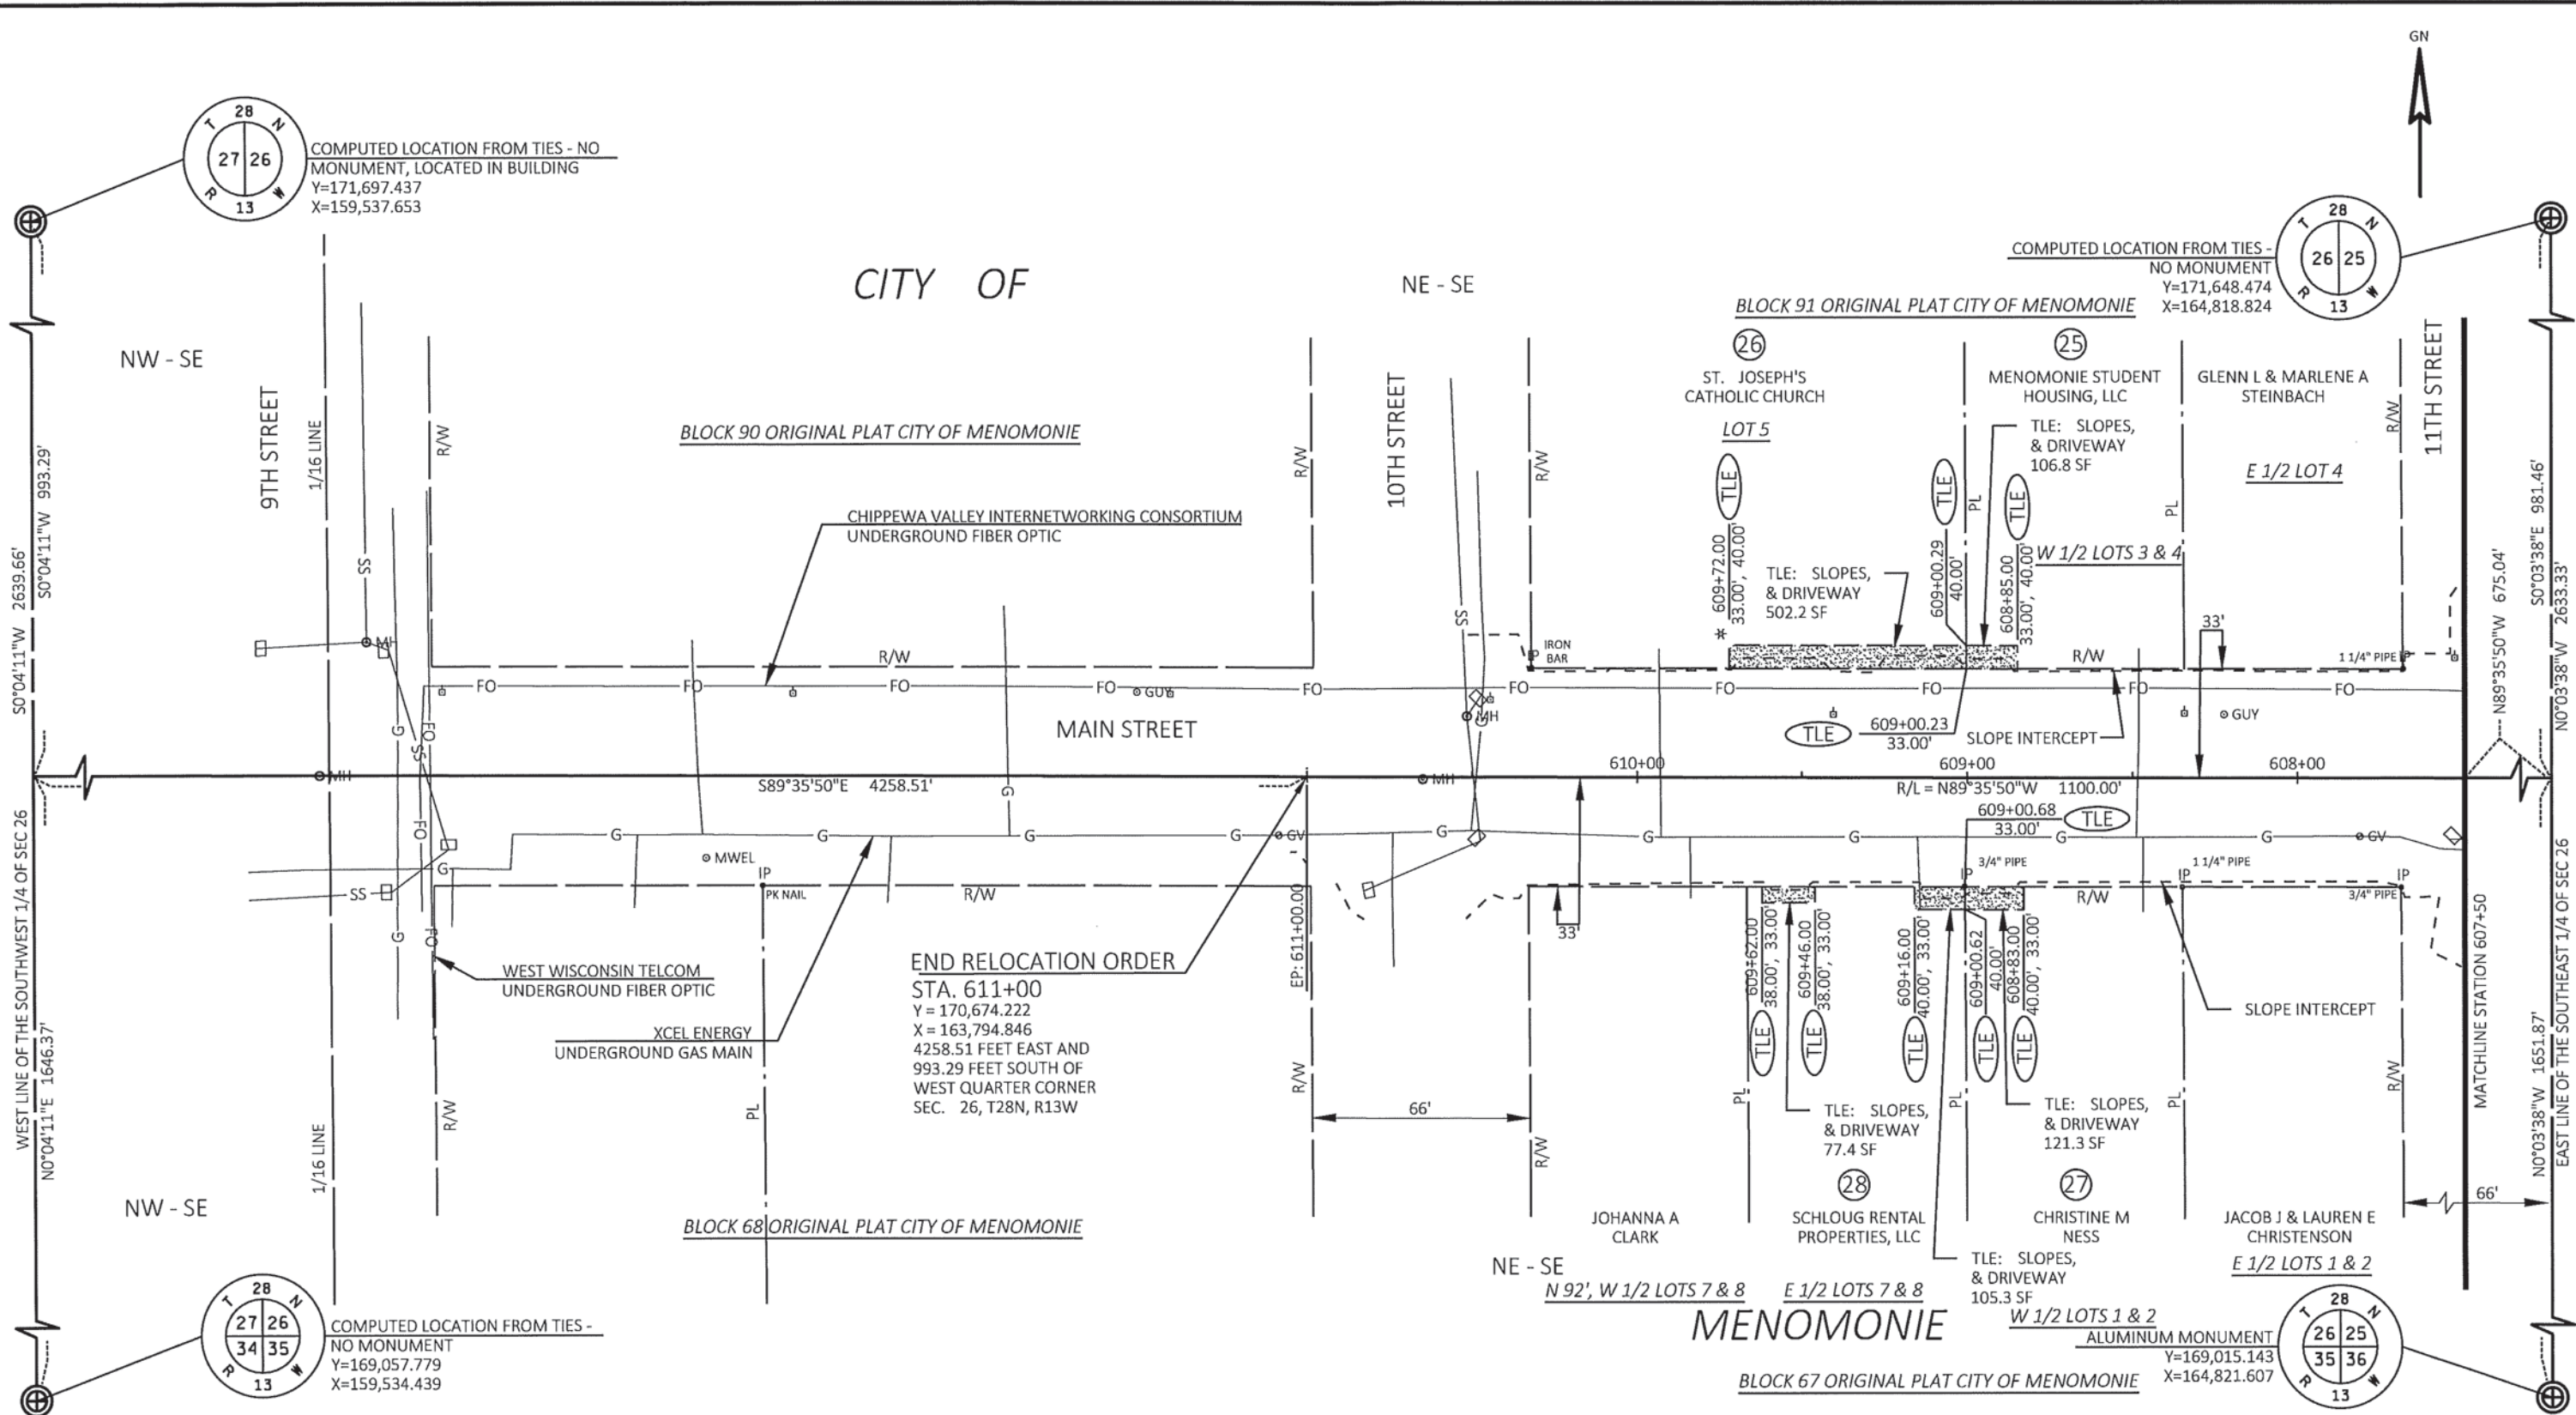 GN
T 28 N
27 26
R 13 W
COMPUTED LOCATION FROM TIES - NO
MONUMENT, LOCATED IN BUILDING
Y=171,697.437
X=159,537.653
T 28 N
26 25
R 13 W
COMPUTED LOCATION FROM TIES -
NO MONUMENT
Y=171,648.474
X=164,818.824
CITY OF
NE - SE
BLOCK 91 ORIGINAL PLAT CITY OF MENOMONIE
NW - SE
9TH STREET
1/16 LINE
R/W
BLOCK 90 ORIGINAL PLAT CITY OF MENOMONIE
R/W
10TH STREET
R/W
26
ST. JOSEPH'S
CATHOLIC CHURCH
LOT 5
25
MENOMONIE STUDENT
HOUSING, LLC
TLE: SLOPES,
& DRIVEWAY
106.8 SF
GLENN L & MARLENE A
STEINBACH
E 1/2 LOT 4
R/W
11TH STREET
S0°04'11"W 2639.66'
S0°04'11"W 993.29'
S0°03'38"E 981.46'
N0°03'38"W 2633.33'
N89°35'50"W 675.04'
CHIPPEWA VALLEY INTERNETWORKING CONSORTIUM
UNDERGROUND FIBER OPTIC
TLE
* 609+72.00
33.00', 40.00'
TLE: SLOPES,
& DRIVEWAY
502.2 SF
TLE
609+00.29
40.00'
PL
TLE
608+85.00
33.00', 40.00'
W 1/2 LOTS 3 & 4
PL
SS
SS
MH
R/W
IP
IRON
BAR
R/W
33'
1 1/4" PIPE
IP
FO
FO
FO
FO
GUY
FO
FO
FO
FO
FO
FO
MH
G
MAIN STREET
TLE
609+00.23
33.00'
SLOPE INTERCEPT
GUY
G
FO
SS
MH
S89°35'50"E 4258.51'
G
MH
610+00
609+00
608+00
R/L = N89°35'50"W 1100.00'
609+00.68
33.00'
TLE
FO
G
G
G
G
GV
G
G
G
G
G
GV
MWEL
G
SS
IP
PK NAIL
R/W
3/4" PIPE
IP
1 1/4" PIPE
IP
R/W
IP
3/4" PIPE
G
FO
33'
EP: 611+00.00
609+62.00
38.00', 33.00'
TLE
609+46.00
38.00', 33.00'
TLE
609+16.00
40.00', 33.00'
TLE
609+00.62
40.00'
TLE
608+83.00
40.00', 33.00'
TLE
WEST WISCONSIN TELCOM
UNDERGROUND FIBER OPTIC
XCEL ENERGY
UNDERGROUND GAS MAIN
END RELOCATION ORDER
STA. 611+00
Y = 170,674.222
X = 163,794.846
4258.51 FEET EAST AND
993.29 FEET SOUTH OF
WEST QUARTER CORNER
SEC. 26, T28N, R13W
SLOPE INTERCEPT
MATCHLINE STATION 607+50
WEST LINE OF THE SOUTHWEST 1/4 OF SEC 26
N0°04'11"E 1646.37'
N0°03'38"W 1651.87'
EAST LINE OF THE SOUTHEAST 1/4 OF SEC 26
1/16 LINE
R/W
PL
R/W
66'
R/W
PL
TLE: SLOPES,
& DRIVEWAY
77.4 SF
PL
TLE: SLOPES,
& DRIVEWAY
121.3 SF
PL
R/W
66'
NW - SE
BLOCK 68 ORIGINAL PLAT CITY OF MENOMONIE
JOHANNA A
CLARK
28
SCHLOUG RENTAL
PROPERTIES, LLC
27
CHRISTINE M
NESS
JACOB J & LAUREN E
CHRISTENSON
NE - SE
TLE: SLOPES,
& DRIVEWAY
105.3 SF
E 1/2 LOTS 1 & 2
N 92', W 1/2 LOTS 7 & 8
E 1/2 LOTS 7 & 8
W 1/2 LOTS 1 & 2
MENOMONIE
T 28 N
27 26
34 35
R 13 W
COMPUTED LOCATION FROM TIES -
NO MONUMENT
Y=169,057.779
X=159,534.439
ALUMINUM MONUMENT
Y=169,015.143
X=164,821.607
T 28 N
26 25
35 36
R 13 W
BLOCK 67 ORIGINAL PLAT CITY OF MENOMONIE